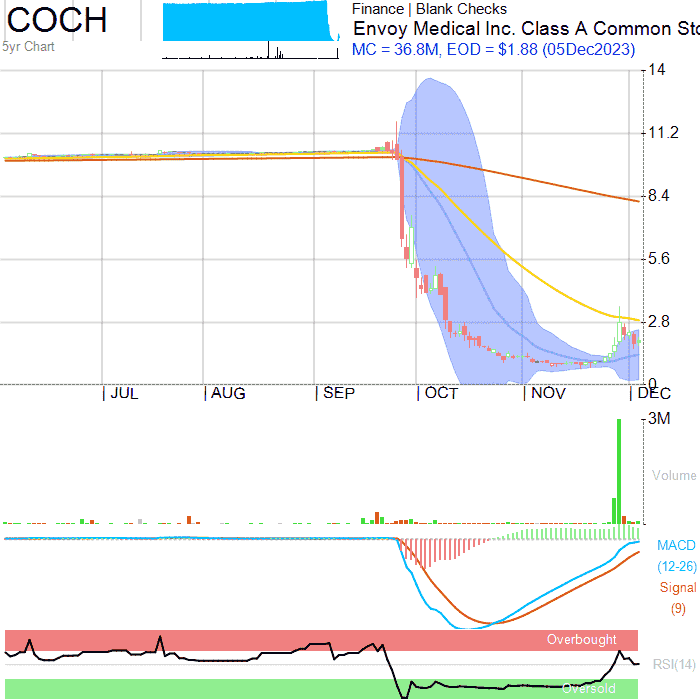 COCH
5yr Chart
Finance | Blank Checks
Envoy Medical Inc. Class A Common Sto
MC = 36.8M, EOD = $1.88 (05Dec2023)
14
11.2
8.4
5.6
2.8
0
JUL AUG SEP OCT NOV DEC
3M
Volume
MACD
(12-26)
Signal
(9)
Overbought
RSI(14)
Oversold